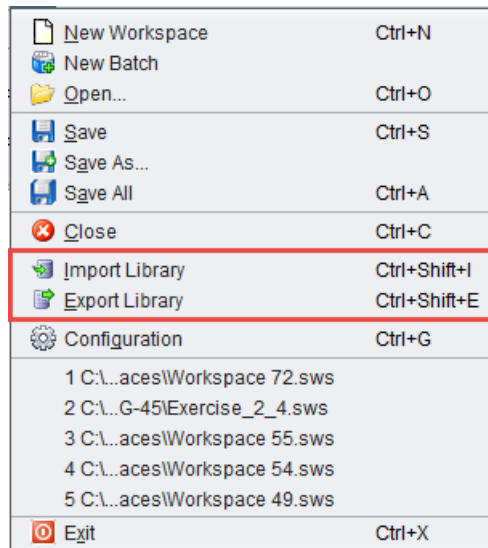 New Workspace Ctrl+N
New Batch
Open... Ctrl+O
Save Ctrl+S
Save As...
Save All Ctrl+A
Close Ctrl+C
Import Library Ctrl+Shift+I
Export Library Ctrl+Shift+E
Configuration Ctrl+G
1 C:\...aces\Workspace 72.sws
2 C:\...G-45\Exercise_2_4.sws
3 C:\...aces\Workspace 55.sws
4 C:\...aces\Workspace 54.sws
5 C:\...aces\Workspace 49.sws
Exit Ctrl+X